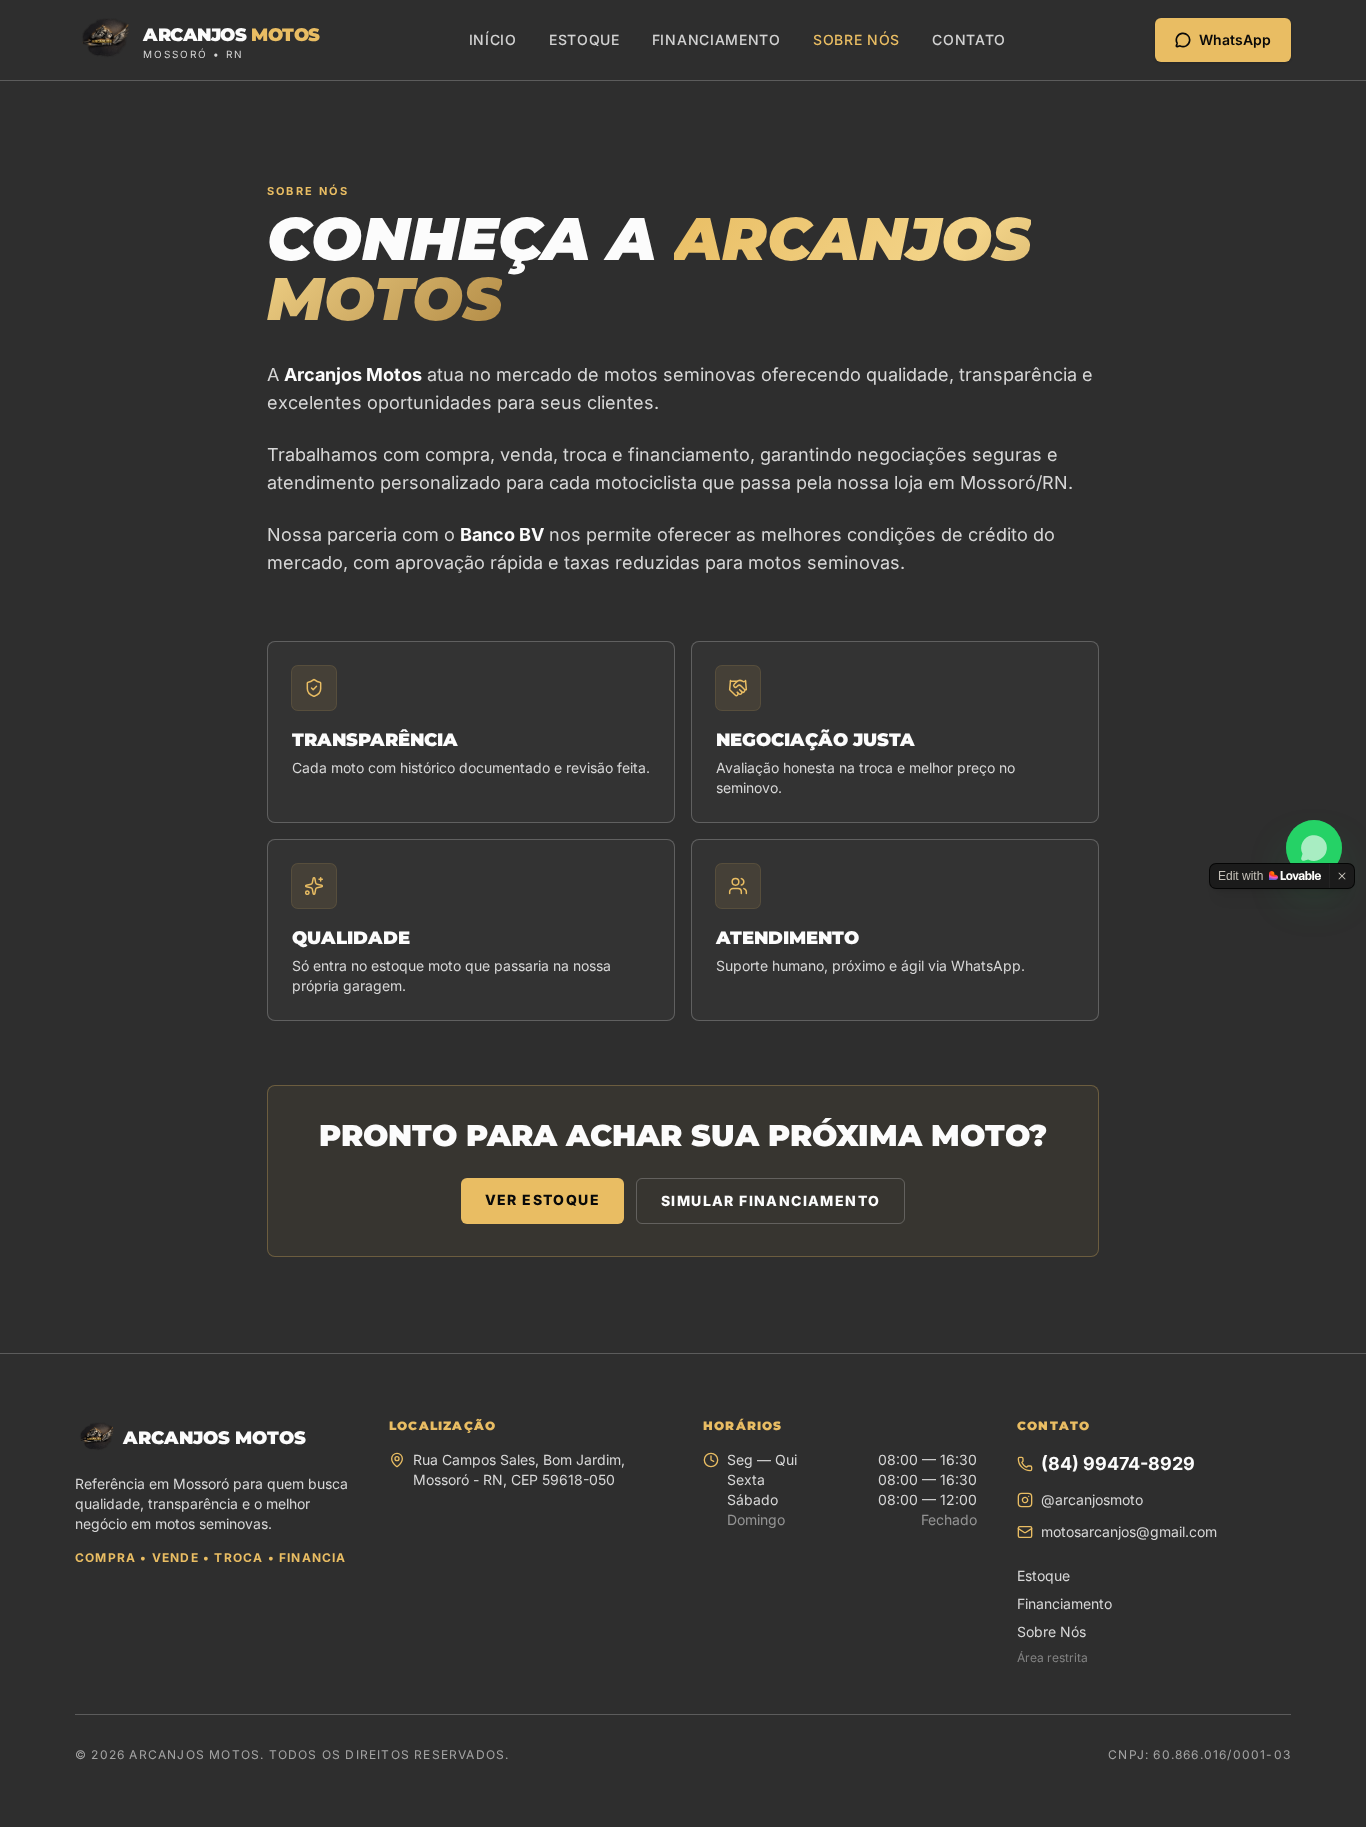 ARCANJOS MOTOS
MOSSORÓ • RN
INÍCIO
ESTOQUE
FINANCIAMENTO
SOBRE NÓS
CONTATO
WhatsApp
SOBRE NÓS
CONHEÇA A ARCANJOS
MOTOS
A Arcanjos Motos atua no mercado de motos seminovas oferecendo qualidade, transparência e
excelentes oportunidades para seus clientes.
Trabalhamos com compra, venda, troca e financiamento, garantindo negociações seguras e
atendimento personalizado para cada motociclista que passa pela nossa loja em Mossoró/RN.
Nossa parceria com o Banco BV nos permite oferecer as melhores condições de crédito do
mercado, com aprovação rápida e taxas reduzidas para motos seminovas.
TRANSPARÊNCIA
Cada moto com histórico documentado e revisão feita.
NEGOCIAÇÃO JUSTA
Avaliação honesta na troca e melhor preço no
seminovo.
QUALIDADE
Só entra no estoque moto que passaria na nossa
própria garagem.
ATENDIMENTO
Suporte humano, próximo e ágil via WhatsApp.
Edit with Lovable
PRONTO PARA ACHAR SUA PRÓXIMA MOTO?
VER ESTOQUE
SIMULAR FINANCIAMENTO
ARCANJOS MOTOS
Referência em Mossoró para quem busca
qualidade, transparência e o melhor
negócio em motos seminovas.
COMPRA • VENDE • TROCA • FINANCIA
LOCALIZAÇÃO
Rua Campos Sales, Bom Jardim,
Mossoró - RN, CEP 59618-050
HORÁRIOS
Seg — Qui 08:00 — 16:30
Sexta 08:00 — 16:30
Sábado 08:00 — 12:00
Domingo Fechado
CONTATO
(84) 99474-8929
@arcanjosmoto
motosarcanjos@gmail.com
Estoque
Financiamento
Sobre Nós
Área restrita
© 2026 ARCANJOS MOTOS. TODOS OS DIREITOS RESERVADOS.
CNPJ: 60.866.016/0001-03